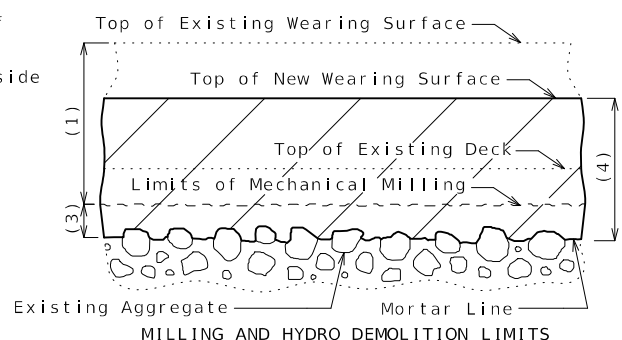 f
Top of Existing Wearing Surface
side
Top of New Wearing Surface
(1)
Top of Existing Deck
(4)
Limits of Mechanical Milling
(3)
Existing Aggregate
Mortar Line
MILLING AND HYDRO DEMOLITION LIMITS